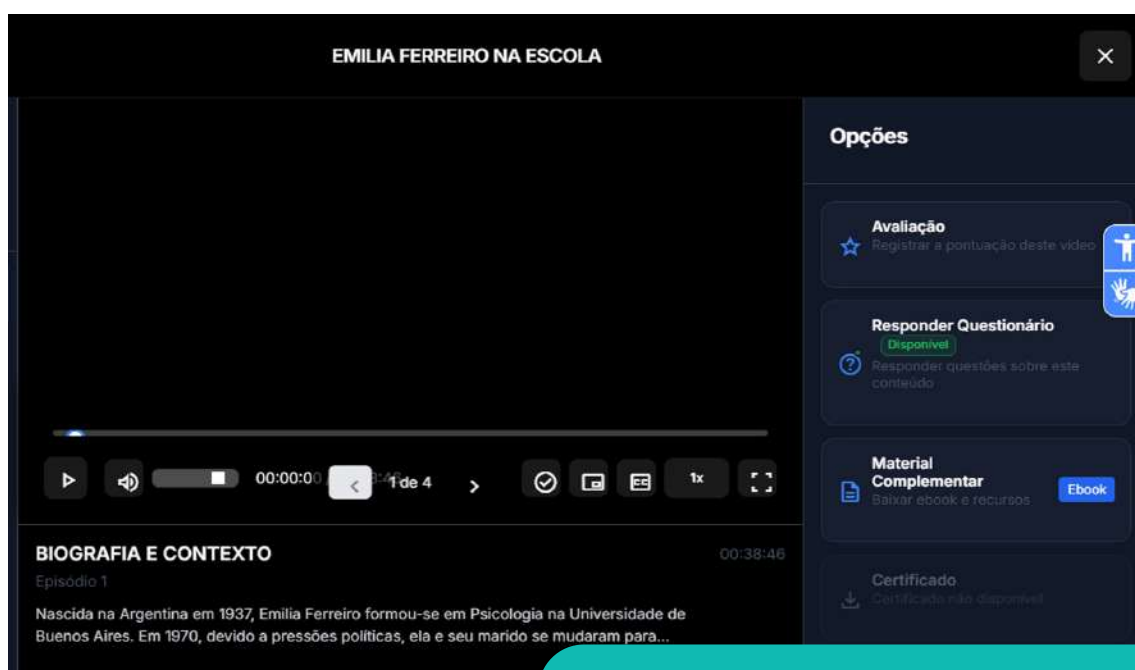 EMILIA FERREIRO NA ESCOLA
Opções
Avaliação
Registrar a pontuação deste vídeo
Responder Questionário
Disponível
Responder questões sobre este
conteúdo
00:00:0
1 de 4
1x
Material
Complementar
Baixar ebook e recursos
Ebook
BIOGRAFIA E CONTEXTO
00:38:46
Episódio 1
Nascida na Argentina em 1937, Emilia Ferreiro formou-se em Psicologia na Universidade de
Buenos Aires. Em 1970, devido a pressões políticas, ela e seu marido se mudaram para...
Certificado
Certificado não disponível